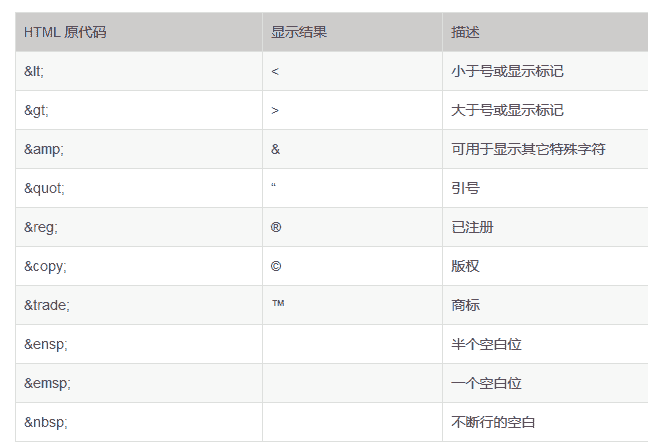 HTML 原代码 显示结果 描述
&lt; < 小于号或显示标记
&gt; > 大于号或显示标记
&amp; & 可用于显示其它特殊字符
&quot; “ 引号
&reg; ® 已注册
&copy; © 版权
&trade; ™ 商标
&ensp; 半个空白位
&emsp; 一个空白位
&nbsp; 不断行的空白